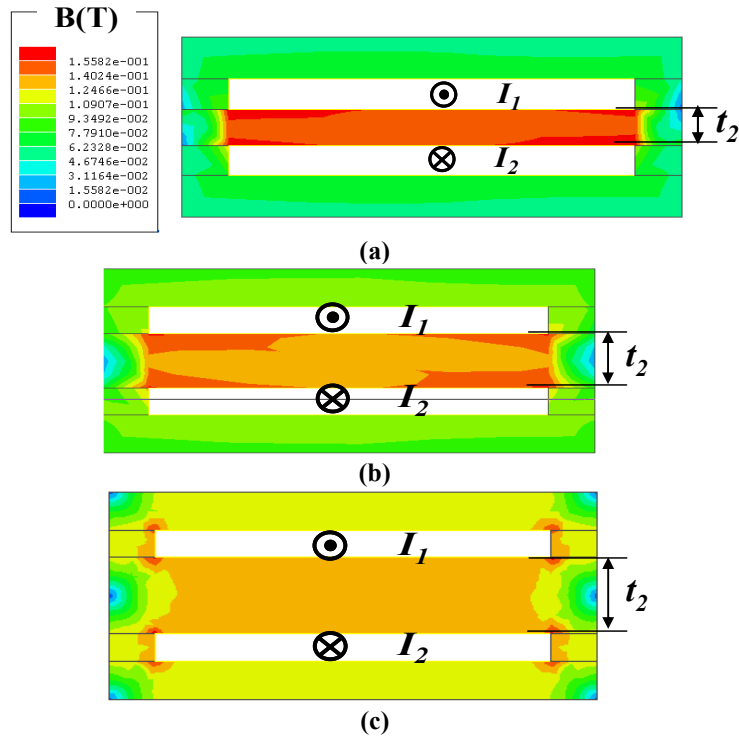 B(T)
1.5582e-001
1.4024e-001
1.2466e-001
1.0907e-001
9.3492e-002
7.7910e-002
6.2328e-002
4.6746e-002
3.1164e-002
1.5582e-002
0.0000e+000
I1
t2
I2
(a)
I1
t2
I2
(b)
I1
t2
I2
(c)